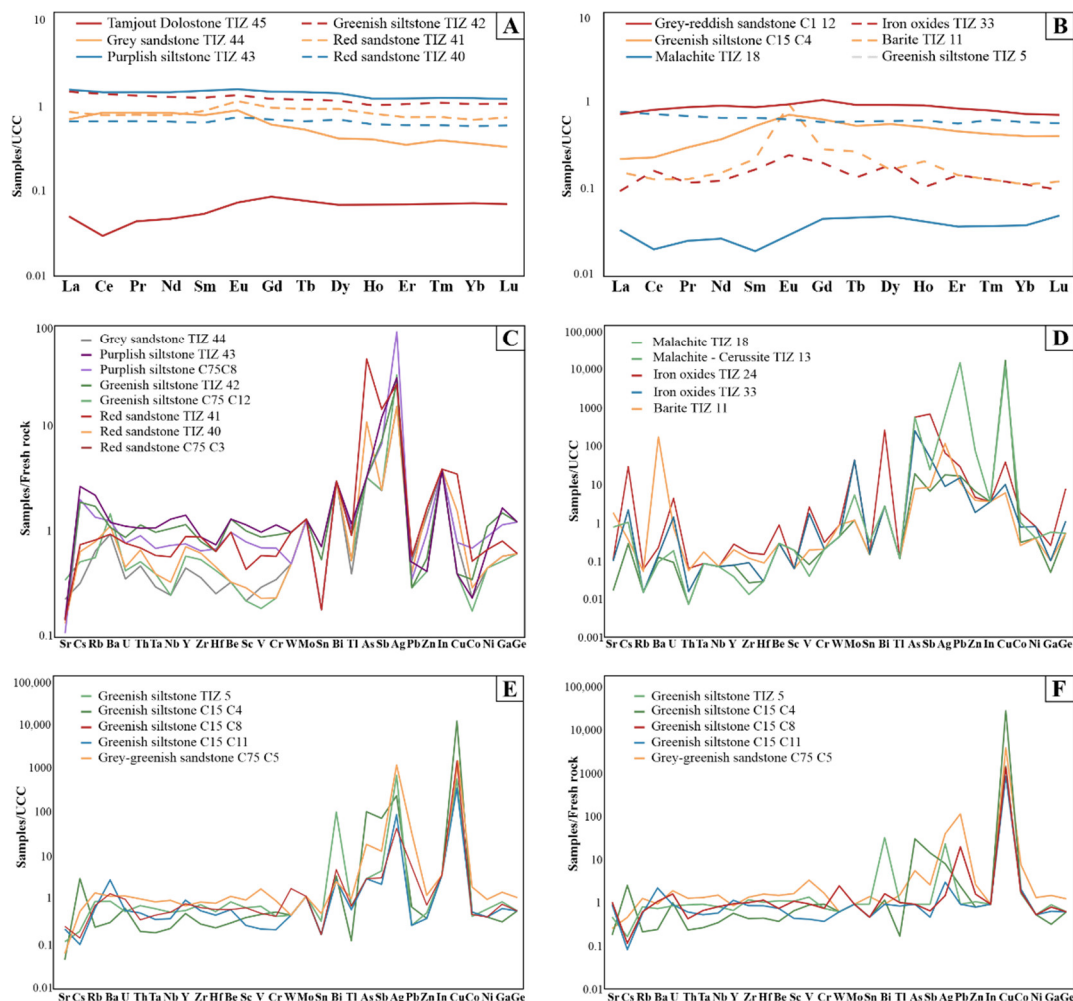 A
Tamjout Dolostone TIZ 45
Grey sandstone TIZ 44
Purplish siltstone TIZ 43
Greenish siltstone TIZ 42
Red sandstone TIZ 41
Red sandstone TIZ 40
Samples/UCC
10
1
0.1
0.01
La Ce Pr Nd Sm Eu Gd Tb Dy Ho Er Tm Yb Lu
B
Grey-reddish sandstone C1 12
Greenish siltstone C15 C4
Malachite TIZ 18
Iron oxides TIZ 33
Barite TIZ 11
Greenish siltstone TIZ 5
Samples/UCC
10
1
0.1
0.01
La Ce Pr Nd Sm Eu Gd Tb Dy Ho Er Tm Yb Lu
C
Grey sandstone TIZ 44
Purplish siltstone TIZ 43
Purplish siltstone C75C8
Greenish siltstone TIZ 42
Greenish siltstone C75 C12
Red sandstone TIZ 41
Red sandstone TIZ 40
Red sandstone C75 C3
Samples/Fresh rock
100
10
1
0.1
Sr Cs Rb Ba U Th Ta Nb Y Zr Hf Be Sc V Cr W Mo Sn Bi Tl As Sb Ag Pb Zn In Cu Co Ni Ga Ge
D
Malachite TIZ 18
Malachite - Cerussite TIZ 13
Iron oxides TIZ 24
Iron oxides TIZ 33
Barite TIZ 11
Samples/UCC
100,000
10,000
1000
100
10
1
0.1
0.01
0.001
Sr Cs Rb Ba U Th Ta Nb Y Zr Hf Be Sc V Cr W Mo Sn Bi Tl As Sb Ag Pb Zn In Cu Co Ni Ga Ge
E
Greenish siltstone TIZ 5
Greenish siltstone C15 C4
Greenish siltstone C15 C8
Greenish siltstone C15 C11
Grey-greenish sandstone C75 C5
Samples/UCC
100,000
10,000
1000
100
10
1
0.1
0.01
Sr Cs Rb Ba U Th Ta Nb Y Zr Hf Be Sc V Cr W Mo Sn Bi Tl As Sb Ag Pb Zn In Cu Co Ni Ga Ge
F
Greenish siltstone TIZ 5
Greenish siltstone C15 C4
Greenish siltstone C15 C8
Greenish siltstone C15 C11
Grey-greenish sandstone C75 C5
Samples/Fresh rock
100,000
10,000
1000
100
10
1
0.1
0.01
Sr Cs Rb Ba U Th Ta Nb Y Zr Hf Be Sc V Cr W Mo Sn Bi Tl As Sb Ag Pb Zn In Cu Co Ni Ga Ge